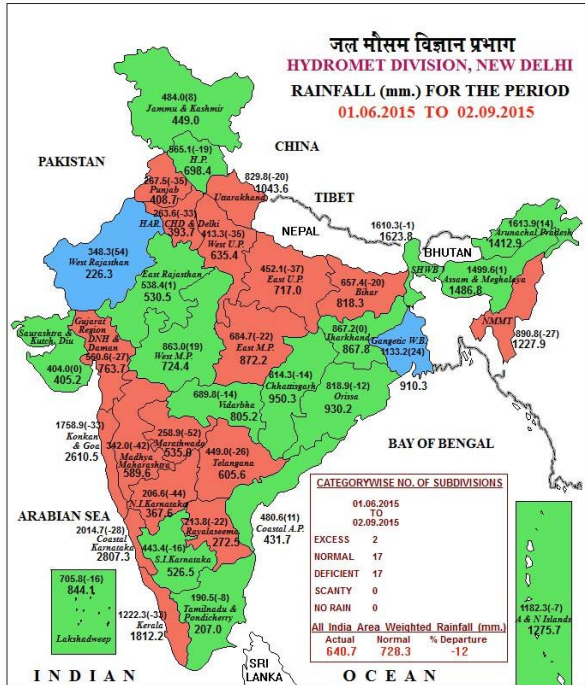 जल मौसम विज्ञान प्रभाग
HYDROMET DIVISION, NEW DELHI
RAINFALL (mm.) FOR THE PERIOD
01.06.2015 TO 02.09.2015
484.0(8)
Jammu & Kashmir
449.0
CHINA
PAKISTAN
565.1(-19)
H.P.
698.4
829.8(-20)
1043.6
Uttarakhand
TIBET
267.5(-35)
Punjab
408.7
263.6(-33)
HAR. CHD & Delhi
393.7
413.3(-35)
West U.P.
635.4
NEPAL
1610.3(-1)
1623.8
BHUTAN
SHWB
1613.9(14)
Arunachal Pradesh
1412.9
348.3(54)
West Rajasthan
226.3
East Rajasthan
538.4(1)
530.5
452.1(-37)
East U.P.
717.0
657.4(-20)
Bihar
818.3
1499.6(1)
Assam & Meghalaya
1486.8
NMMT
890.8(-27)
1227.9
Saurashtra &
Kutch, Diu
404.0(0)
405.2
Gujarat
Region
DNH &
Daman
560.6(-27)
763.7
863.0(19)
West M.P.
724.4
684.7(-22)
East M.P.
872.2
867.2(0)
Jharkhand
867.8
Gangetic W.B.
1133.2(24)
910.3
814.3(-14)
Chhattisgarh
950.3
818.9(-12)
Orissa
930.2
689.8(-14)
Vidarbha
805.2
1758.9(-33)
Konkan
& Goa
2610.5
342.0(-42)
Madhya
Maharashtra
589.6
258.9(-52)
Marathwada
535.0
449.0(-26)
Telangana
605.6
BAY OF BENGAL
ARABIAN SEA
206.6(-44)
N.I.Karnataka
367.6
213.8(-22)
Rayalaseema
272.5
480.6(11)
Coastal A.P.
431.7
2014.7(-28)
Coastal
Karnataka
2807.3
443.4(-16)
S.I.Karnataka
526.5
190.5(-8)
Tamilnadu &
Pondicherry
207.0
1222.3(-33)
Kerala
1812.2
705.8(-16)
844.1
Lakshadweep
CATEGORYWISE NO. OF SUBDIVISIONS
01.06.2015
TO
02.09.2015
EXCESS 2
NORMAL 17
DEFICIENT 17
SCANTY 0
NO RAIN 0
All India Area Weighted Rainfall (mm.)
Actual Normal % Departure
640.7 728.3 -12
1182.3(-7)
A & N Islands
1275.7
SRI
LANKA
INDIAN OCEAN